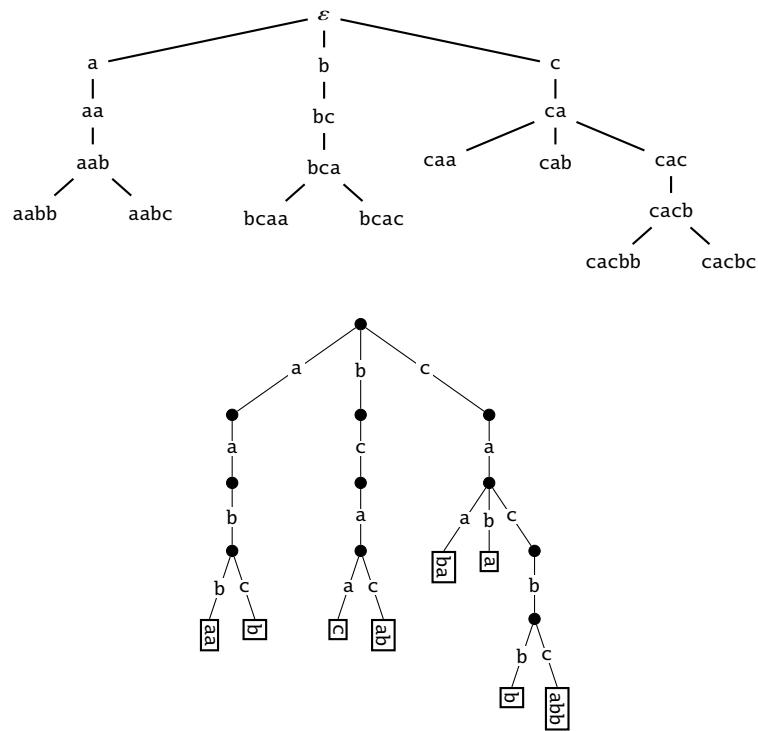 ε
a b c
aa bc ca
aab bca caa cab cac
aabb aabc bcaa bcac cacb
cacbb cacbc
a b c
a c a
b a a b c
ba a
b c a c b
aa b c ab
b c
b abb